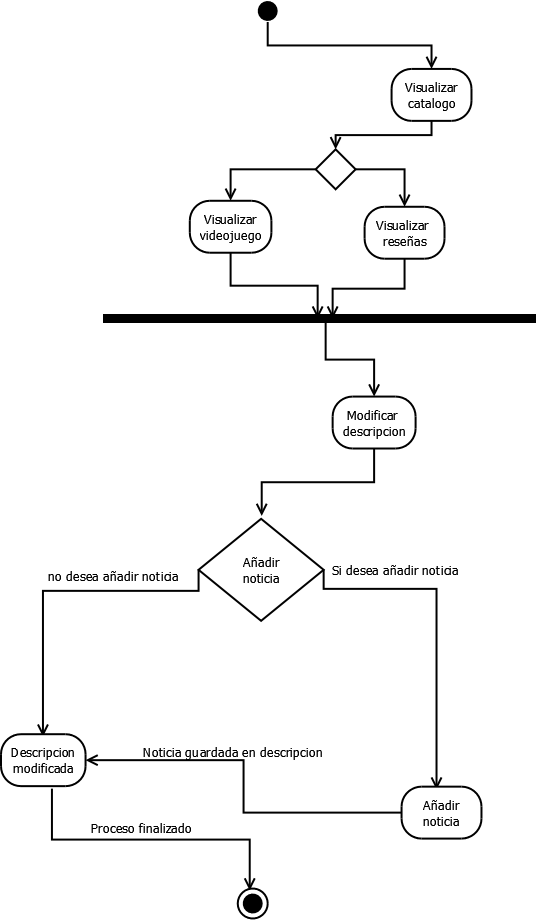 Visualizar
catalogo
Visualizar
videojuego
Visualizar
reseñas
Modificar
descripcion
Añadir
noticia
no desea añadir noticia
Si desea añadir noticia
Descripcion
modificada
Noticia guardada en descripcion
Añadir
noticia
Proceso finalizado